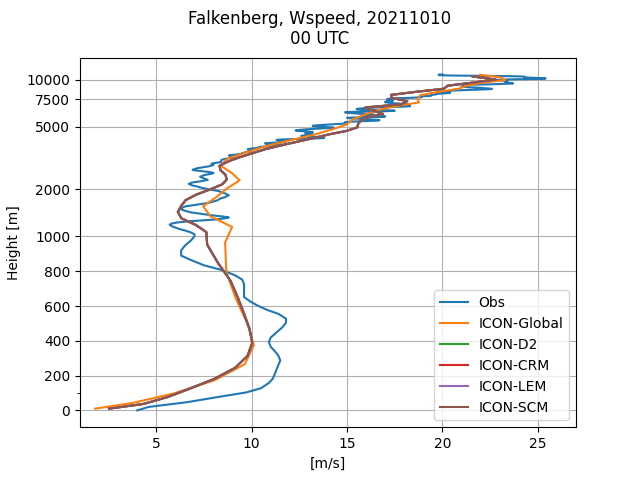 Falkenberg, Wspeed, 20211010
00 UTC
Height [m]
10000
7500
5000
2000
1000
800
600
400
200
0
Obs
ICON-Global
ICON-D2
ICON-CRM
ICON-LEM
ICON-SCM
5
10
15
20
25
[m/s]